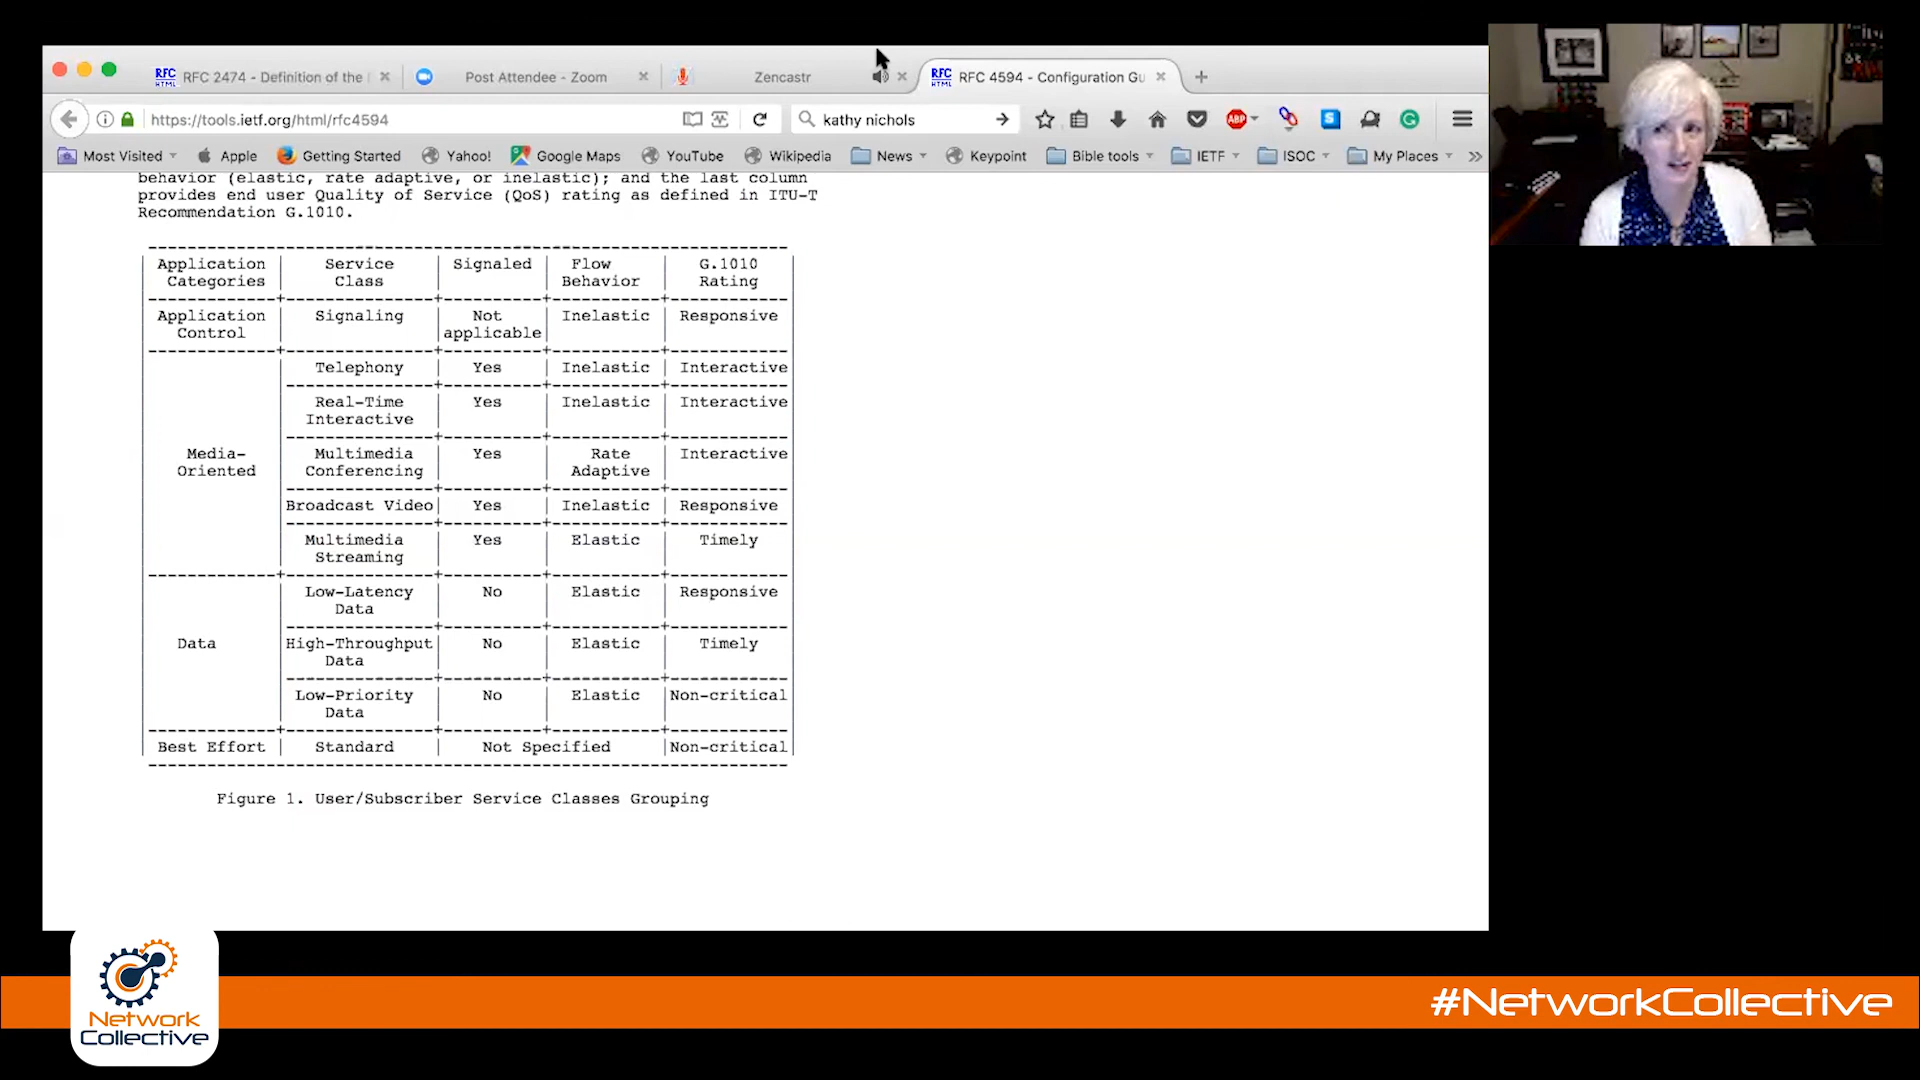 RFC HTML RFC 2474 - Definition of the Post Attendee - Zoom Zencastr RFC HTML RFC 4594 - Configuration Gu
https://tools.ietf.org/html/rfc4594 kathy nichols ABP S G
Most Visited Apple Getting Started Yahoo! Google Maps YouTube Wikipedia News Keypoint Bible tools IETF ISOC My Places
behavior (elastic, rate adaptive, or inelastic); and the last column
provides end user Quality of Service (QoS) rating as defined in ITU-T
Recommendation G.1010.
Application | Service | Signaled | Flow | G.1010
Categories | Class | | Behavior | Rating
Application | Signaling | Not | Inelastic | Responsive
Control | | applicable | |
Telephony | Yes | Inelastic | Interactive
Real-Time | Yes | Inelastic | Interactive
Interactive
Media- | Multimedia | Yes | Rate | Interactive
Oriented | Conferencing | | Adaptive |
Broadcast Video | Yes | Inelastic | Responsive
Multimedia | Yes | Elastic | Timely
Streaming
Low-Latency | No | Elastic | Responsive
Data
Data | High-Throughput | No | Elastic | Timely
Data
Low-Priority | No | Elastic | Non-critical
Data
Best Effort | Standard | Not Specified | Non-critical
Figure 1. User/Subscriber Service Classes Grouping
Network
Collective
#NetworkCollective